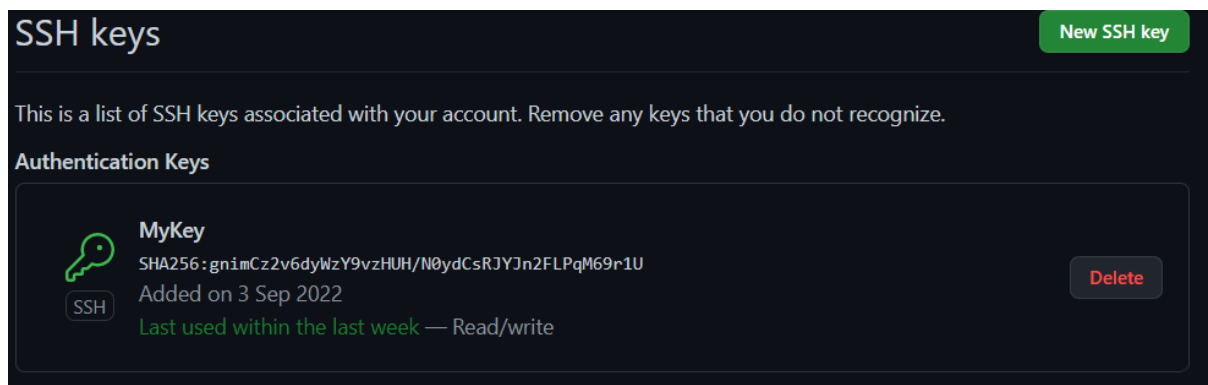 SSH keys
New SSH key
This is a list of SSH keys associated with your account. Remove any keys that you do not recognize.
Authentication Keys
MyKey
SHA256:gnimCz2v6dyWzY9vzHUH/N0ydCsRJYJn2FLPqM69r1U
Added on 3 Sep 2022
Last used within the last week — Read/write
SSH
Delete